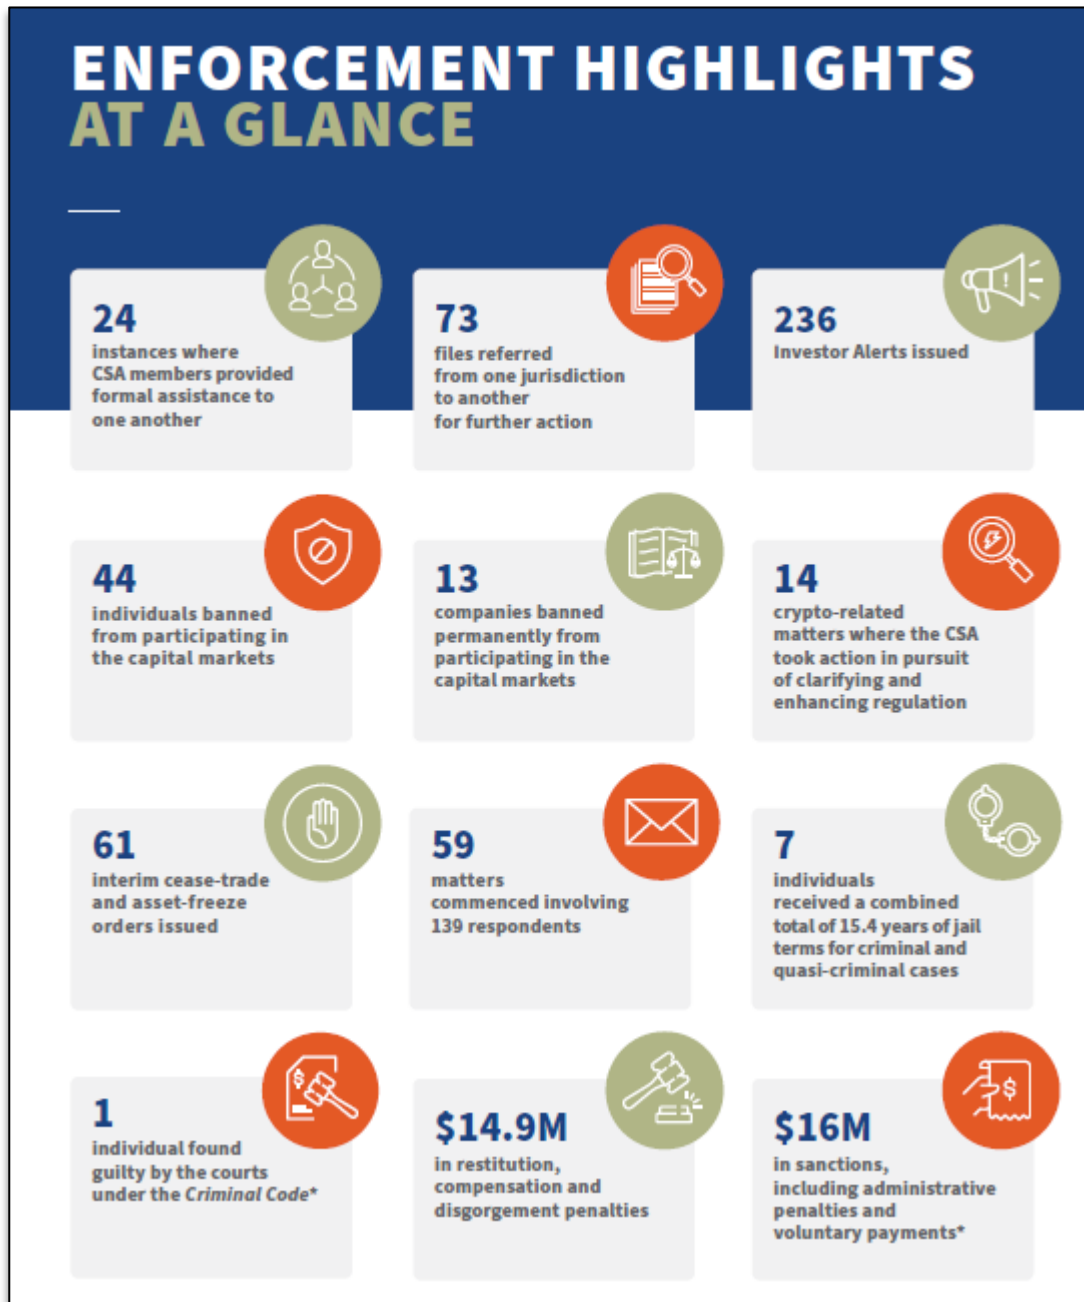 ENFORCEMENT HIGHLIGHTS
AT A GLANCE
24
instances where
CSA members provided
formal assistance to
one another
73
files referred
from one jurisdiction
to another
for further action
236
Investor Alerts issued
44
individuals banned
from participating in
the capital markets
13
companies banned
permanently from
participating in the
capital markets
14
crypto-related
matters where the CSA
took action in pursuit
of clarifying and
enhancing regulation
61
interim cease-trade
and asset-freeze
orders issued
59
matters
commenced involving
139 respondents
7
individuals
received a combined
total of 15.4 years of jail
terms for criminal and
quasi-criminal cases
1
individual found
guilty by the courts
under the Criminal Code*
$14.9M
in restitution,
compensation and
disgorgement penalties
$16M
in sanctions,
including administrative
penalties and
voluntary payments*